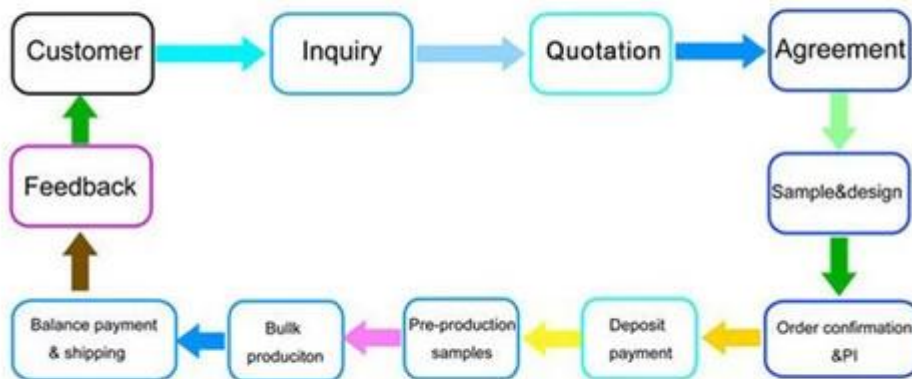 Customer
Inquiry
Quotation
Agreement
Feedback
Sample&design
Balance payment
& shipping
Bullk
produciton
Pre-production
samples
Deposit
payment
Order confirmation
&PI